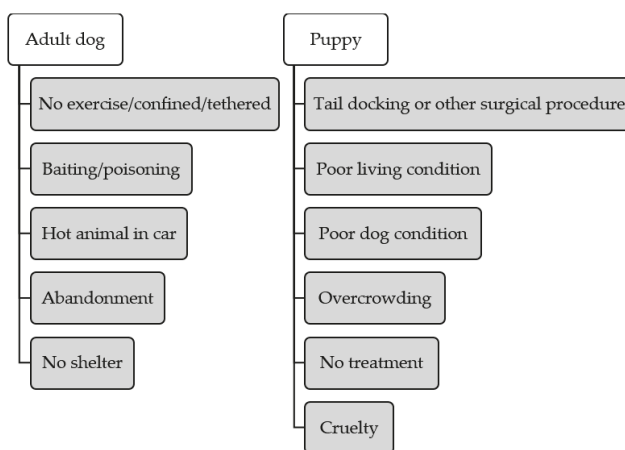 Adult dog
No exercise/confined/tethered
Baiting/poisoning
Hot animal in car
Abandonment
No shelter
Puppy
Tail docking or other surgical procedure
Poor living condition
Poor dog condition
Overcrowding
No treatment
Cruelty